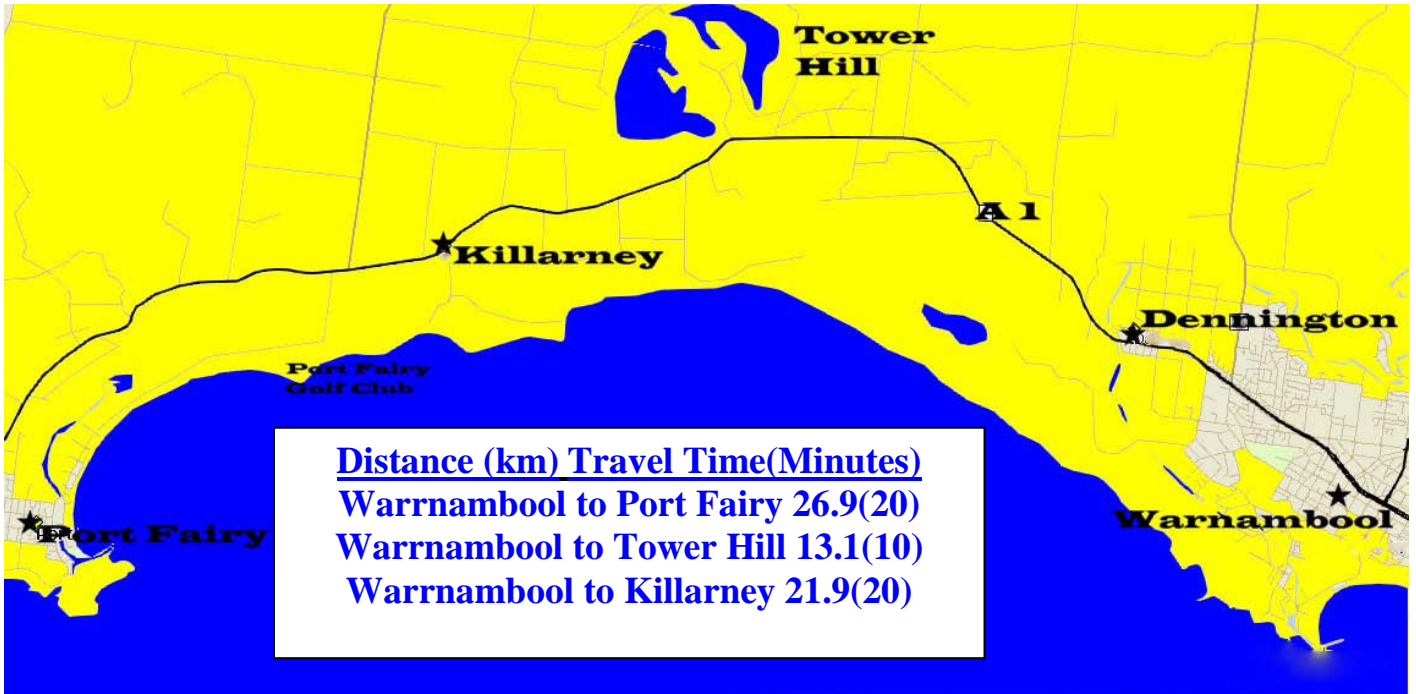 Tower
Hill
A 1
Killarney
Dennington
Port Fairy
Golf Club
Distance (km) Travel Time(Minutes)
Warrnambool to Port Fairy 26.9(20)
Warrnambool to Tower Hill 13.1(10)
Warrnambool to Killarney 21.9(20)
Warnambool
Port Fairy